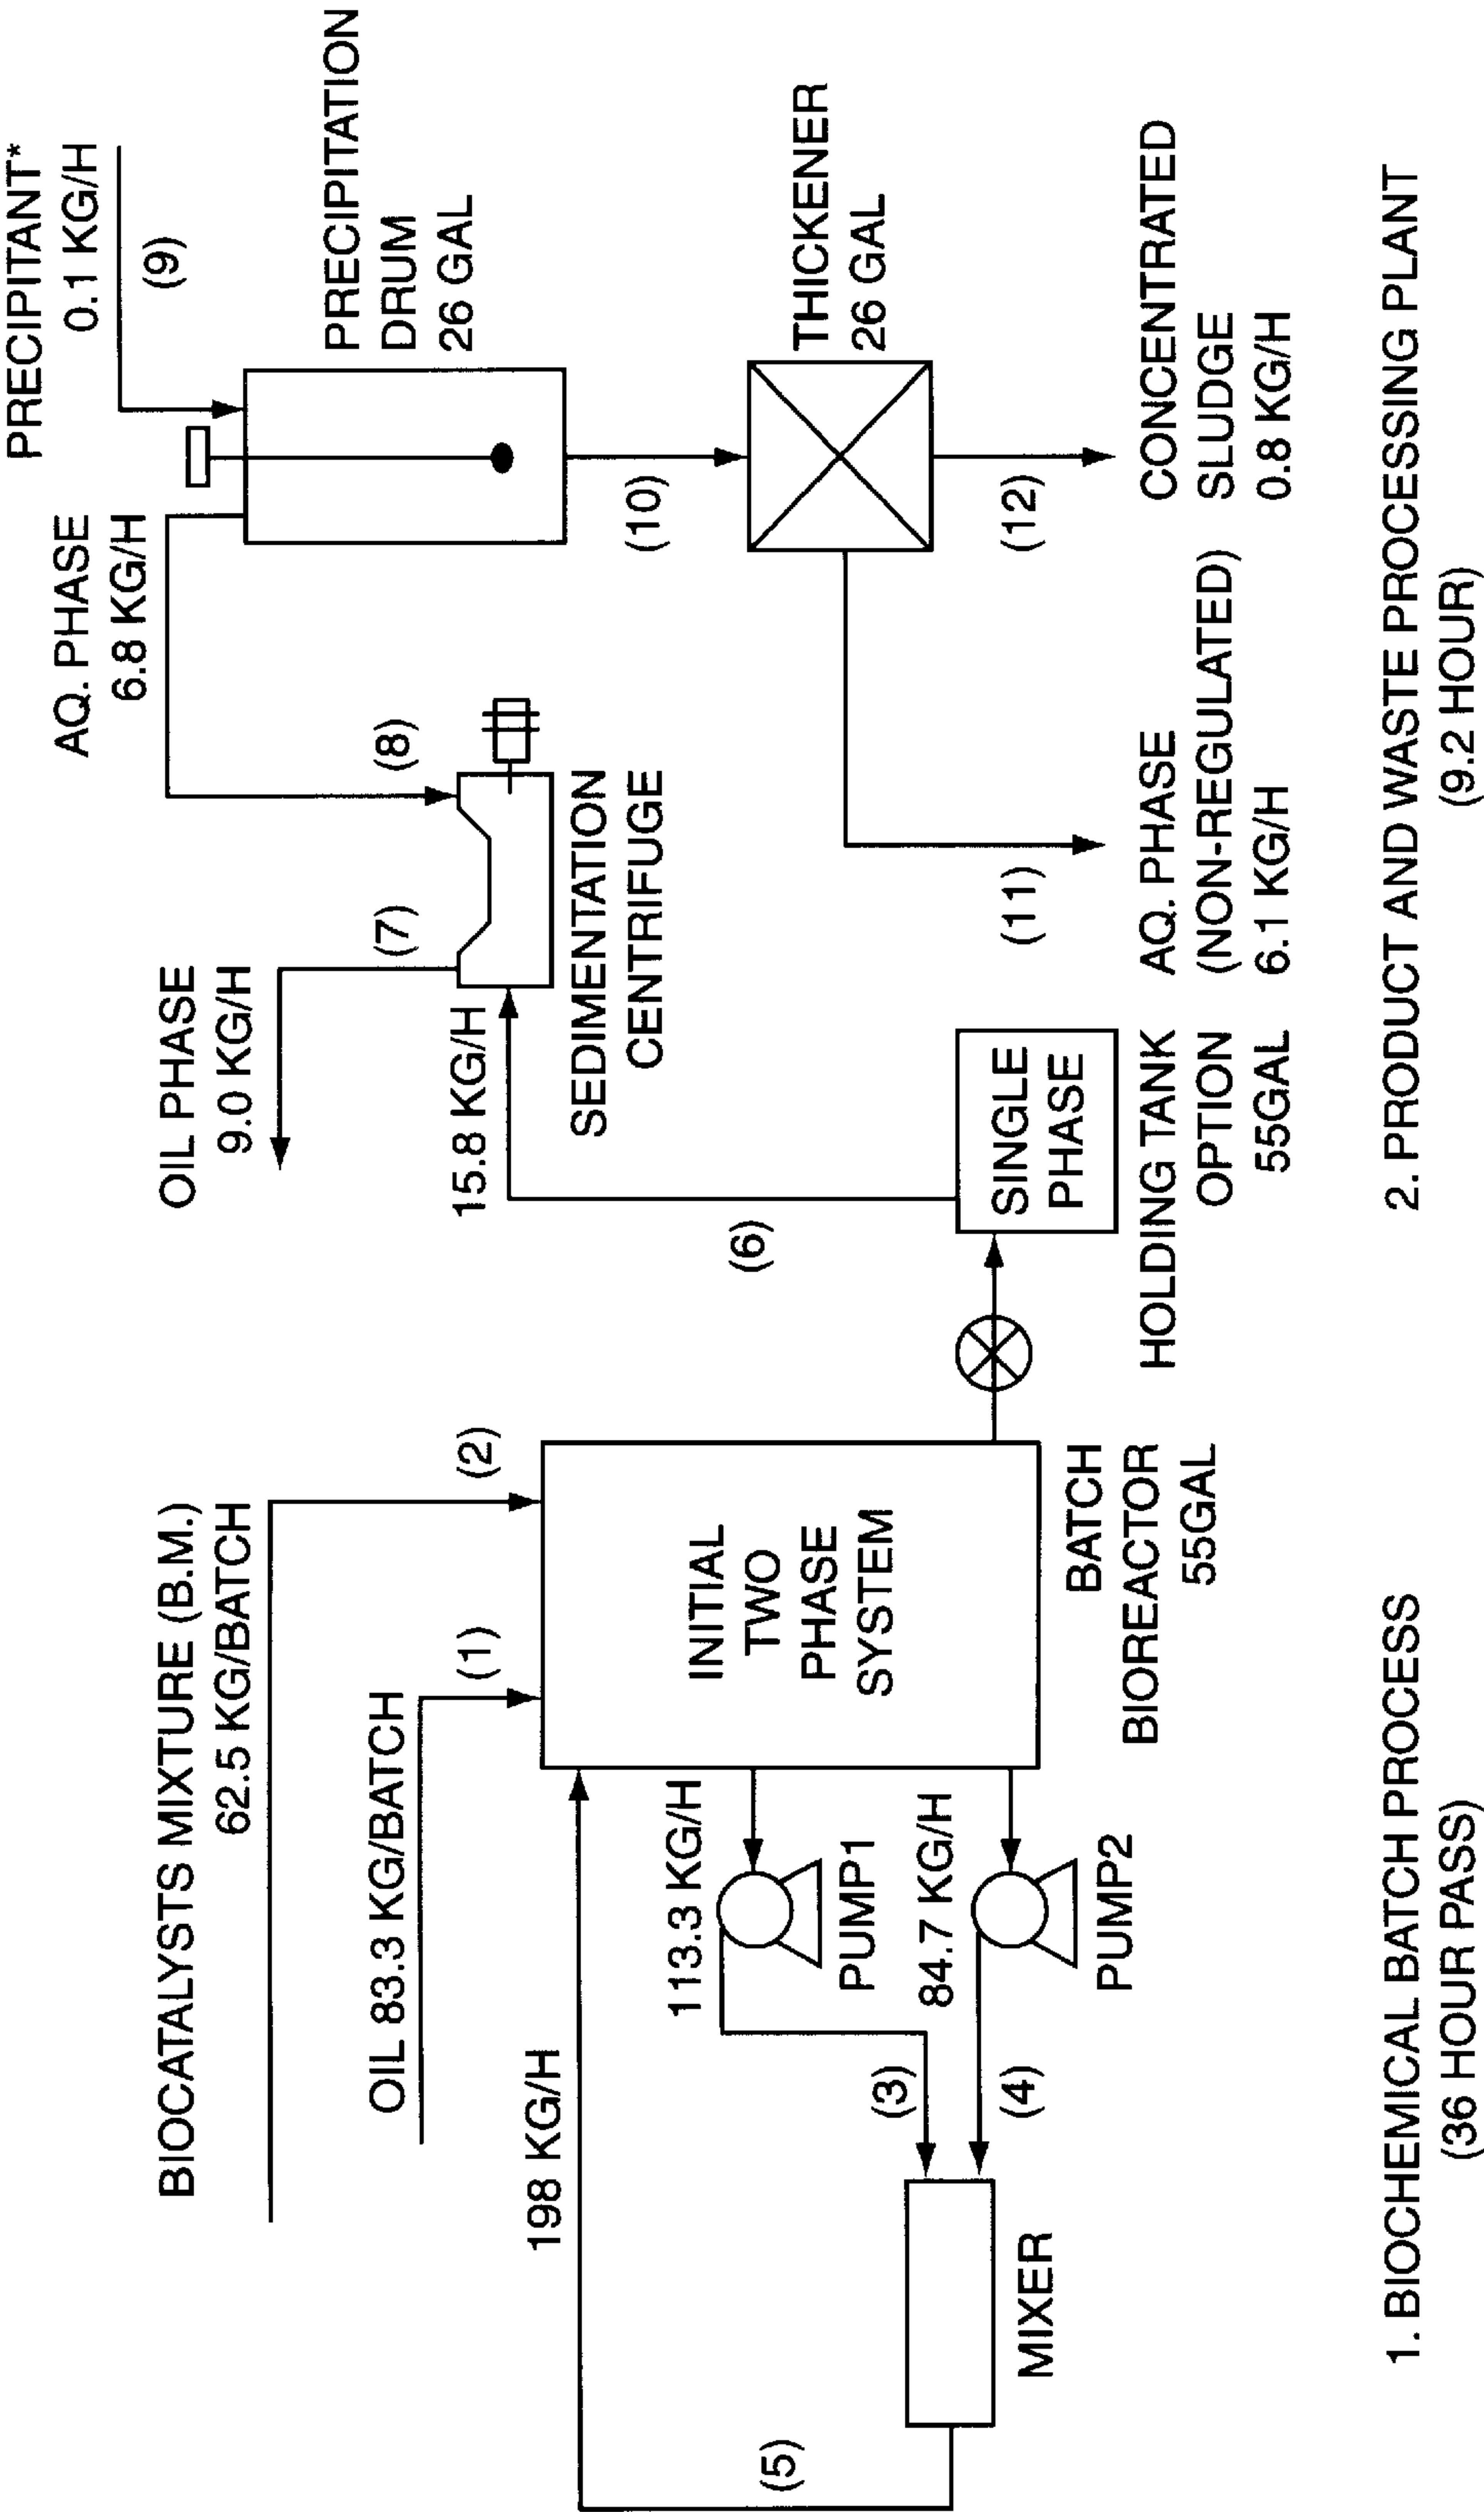 BIOCATALYSTS MIXTURE (B.M.)
62.5 KG/BATCH
(2)
OIL 83.3 KG/BATCH
(1)
198 KG/H
(5)
INITIAL
TWO
PHASE
SYSTEM
BATCH
BIOREACTOR
55GAL
113.3 KG/H
PUMP1
(3)
84.7 KG/H
PUMP2
(4)
MIXER
1. BIOCHEMICAL BATCH PROCESS
(36 HOUR PASS)
SINGLE
PHASE
HOLDING TANK
OPTION
55GAL
(6)
15.8 KG/H
OIL PHASE
9.0 KG/H
(7)
SEDIMENTATION
CENTRIFUGE
(8)
AQ. PHASE
6.8 KG/H
PRECIPITANT*
0.1 KG/H
(9)
PRECIPITATION
DRUM
26 GAL
(10)
THICKENER
26 GAL
(11)
AQ. PHASE
(NON-REGULATED)
6.1 KG/H
(12)
CONCENTRATED
SLUDGE
0.8 KG/H
2. PRODUCT AND WASTE PROCESSING PLANT
(9.2 HOUR)